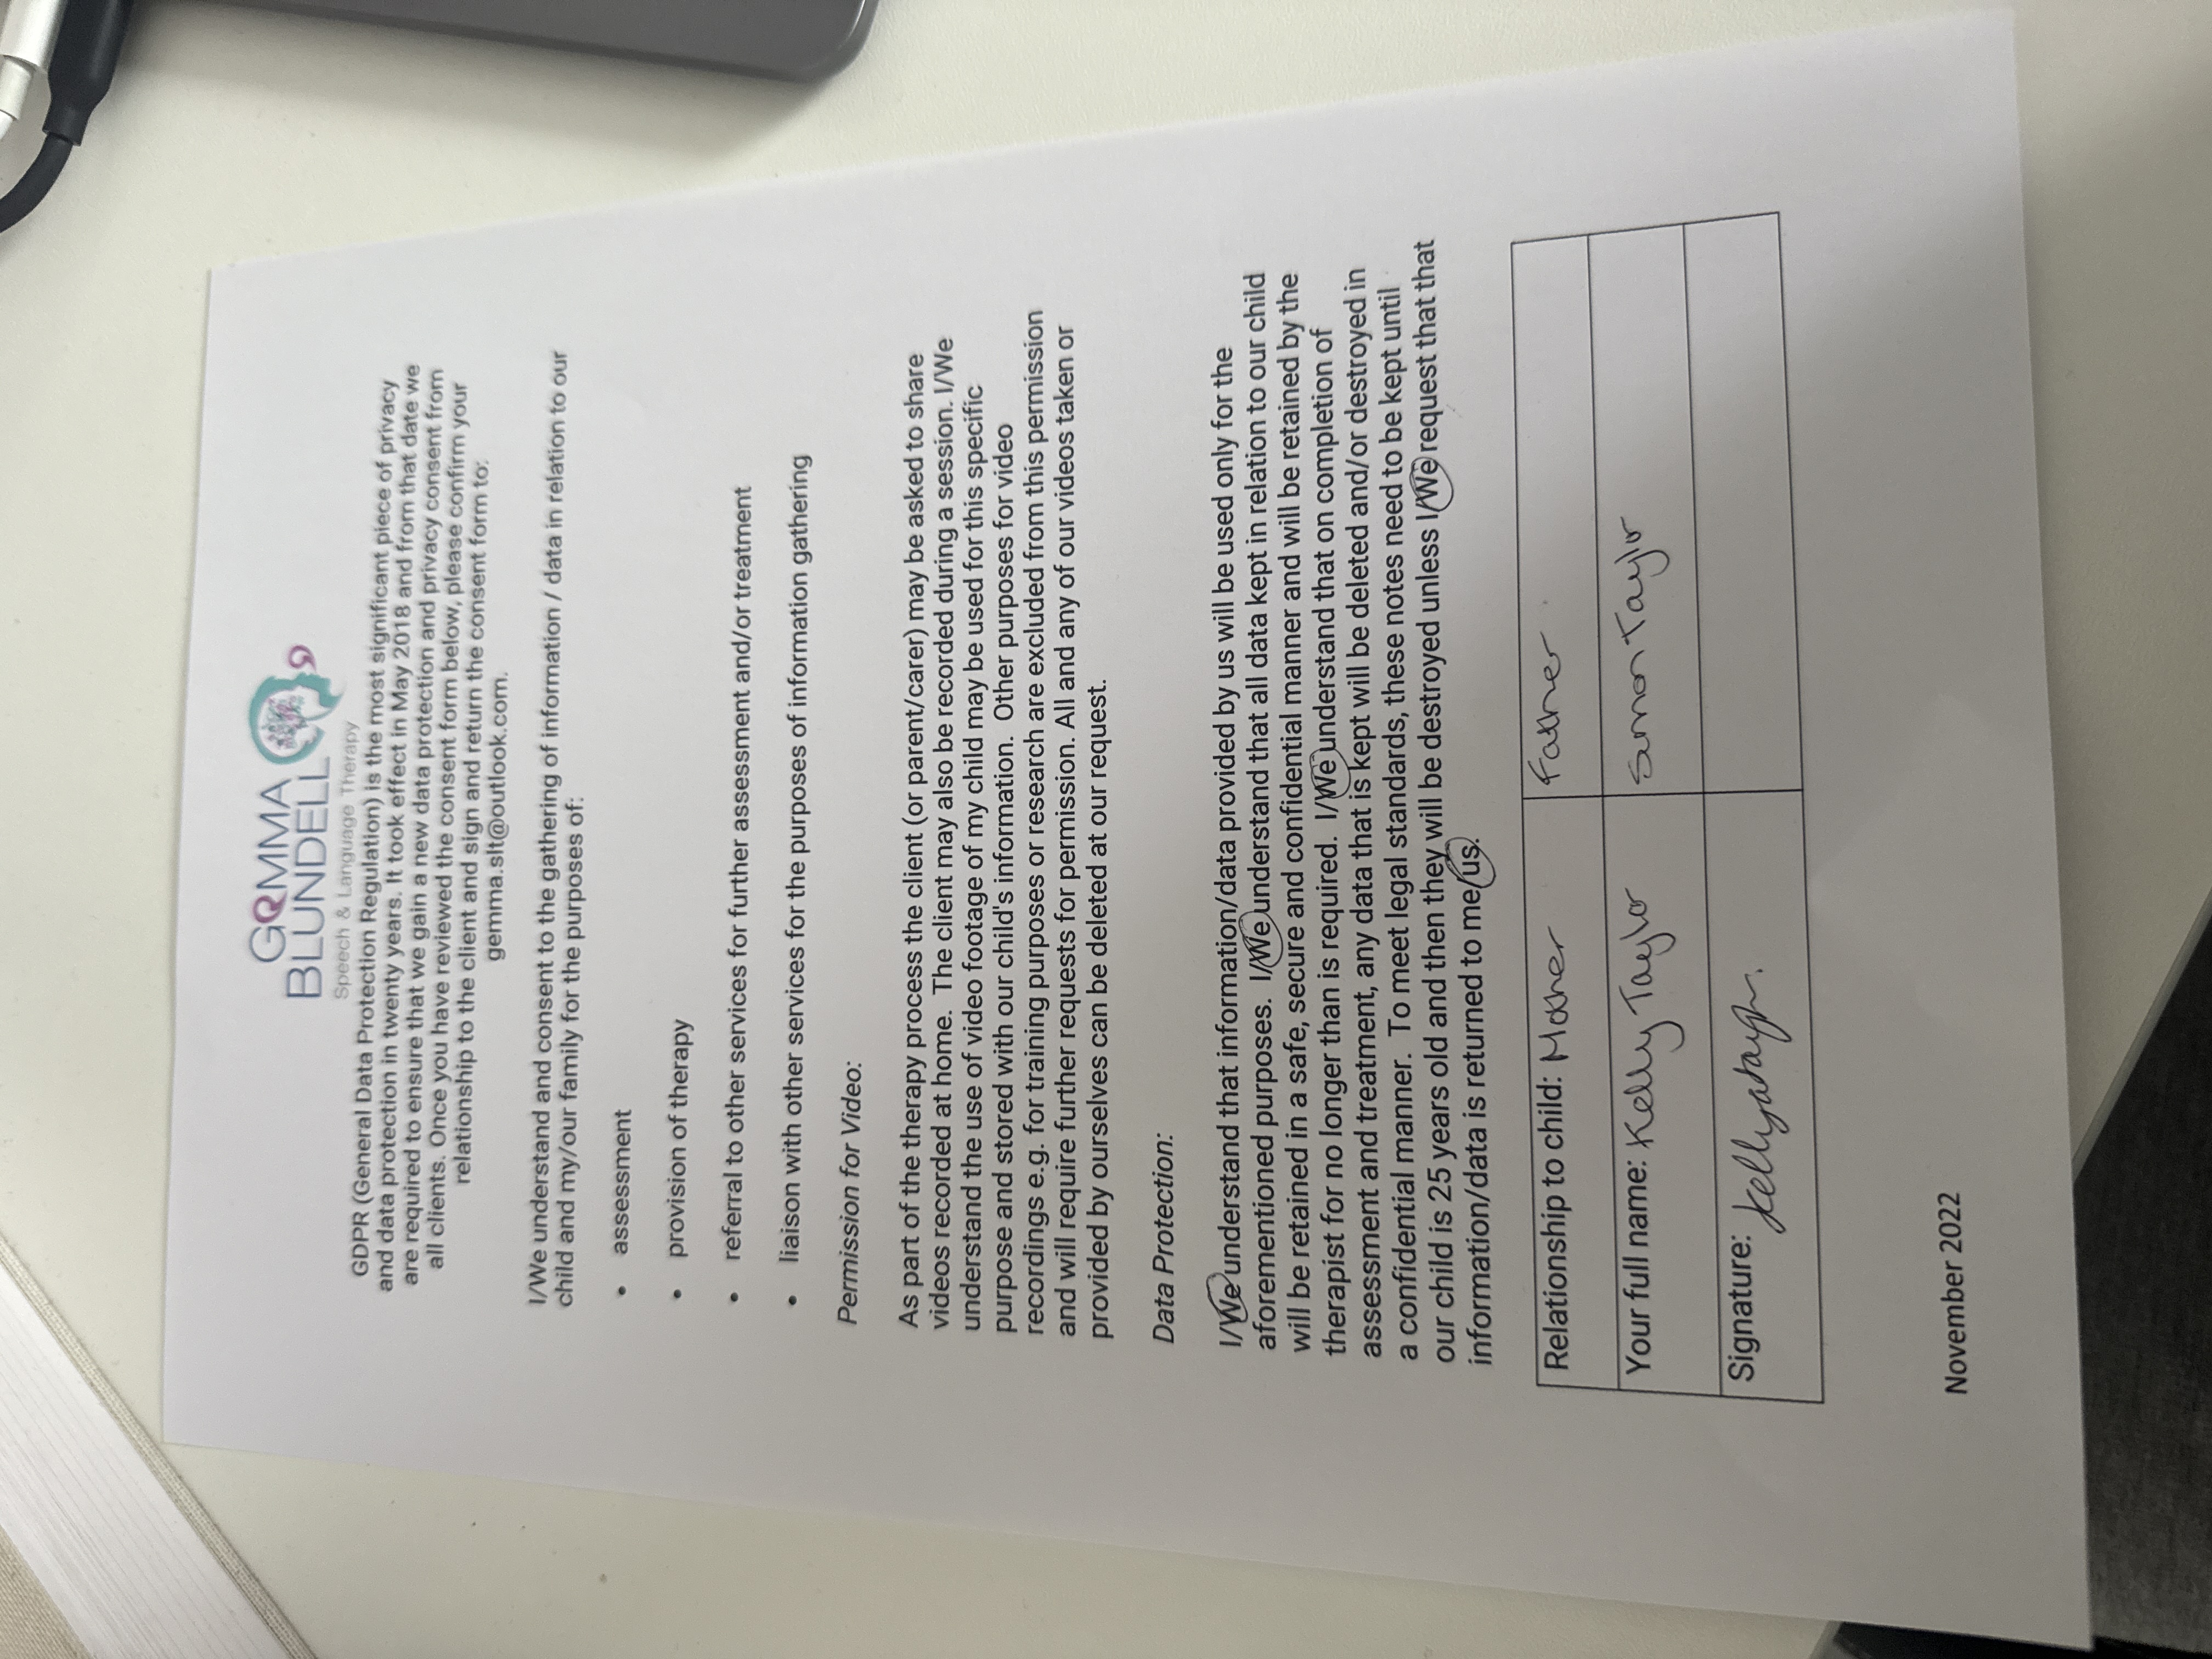 GEMMA
BLUNDELL
Speech & Language Therapy
GDPR (General Data Protection Regulation) is the most significant piece of privacy
and data protection in twenty years. It took effect in May 2018 and from that date we
are required to ensure that we gain a new data protection and privacy consent from
all clients. Once you have reviewed the consent form below, please confirm your
relationship to the client and sign and return the consent form to:
gemma.slt@outlook.com.
I/We understand and consent to the gathering of information / data in relation to our
child and my/our family for the purposes of:
• assessment
• provision of therapy
• referral to other services for further assessment and/or treatment
• liaison with other services for the purposes of information gathering
Permission for Video:
As part of the therapy process the client (or parent/carer) may be asked to share
videos recorded at home. The client may also be recorded during a session. I/We
understand the use of video footage of my child may be used for this specific
purpose and stored with our child's information. Other purposes for video
recordings e.g. for training purposes or research are excluded from this permission
and will require further requests for permission. All and any of our videos taken or
provided by ourselves can be deleted at our request.
Data Protection:
I/We understand that information/data provided by us will be used only for the
aforementioned purposes. I/We understand that all data kept in relation to our child
will be retained in a safe, secure and confidential manner and will be retained by the
therapist for no longer than is required. I/We understand that on completion of
assessment and treatment, any data that is kept will be deleted and/or destroyed in
a confidential manner. To meet legal standards, these notes need to be kept until
our child is 25 years old and then they will be destroyed unless I/We request that that
information/data is returned to me/us.
Relationship to child: Mother Father
Your full name: Kelly Taylor Simon Taylor
Signature: Kellyataylor.
November 2022